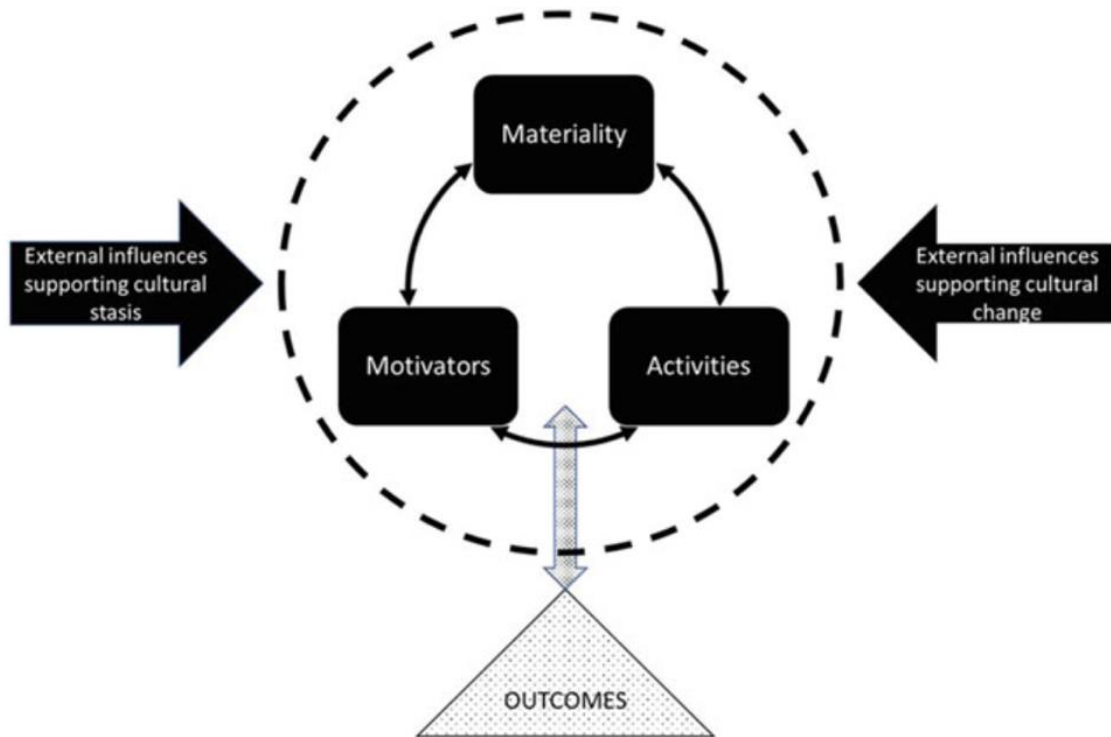 Materiality
External influences
supporting cultural
stasis
External influences
supporting cultural
change
Motivators
Activities
OUTCOMES